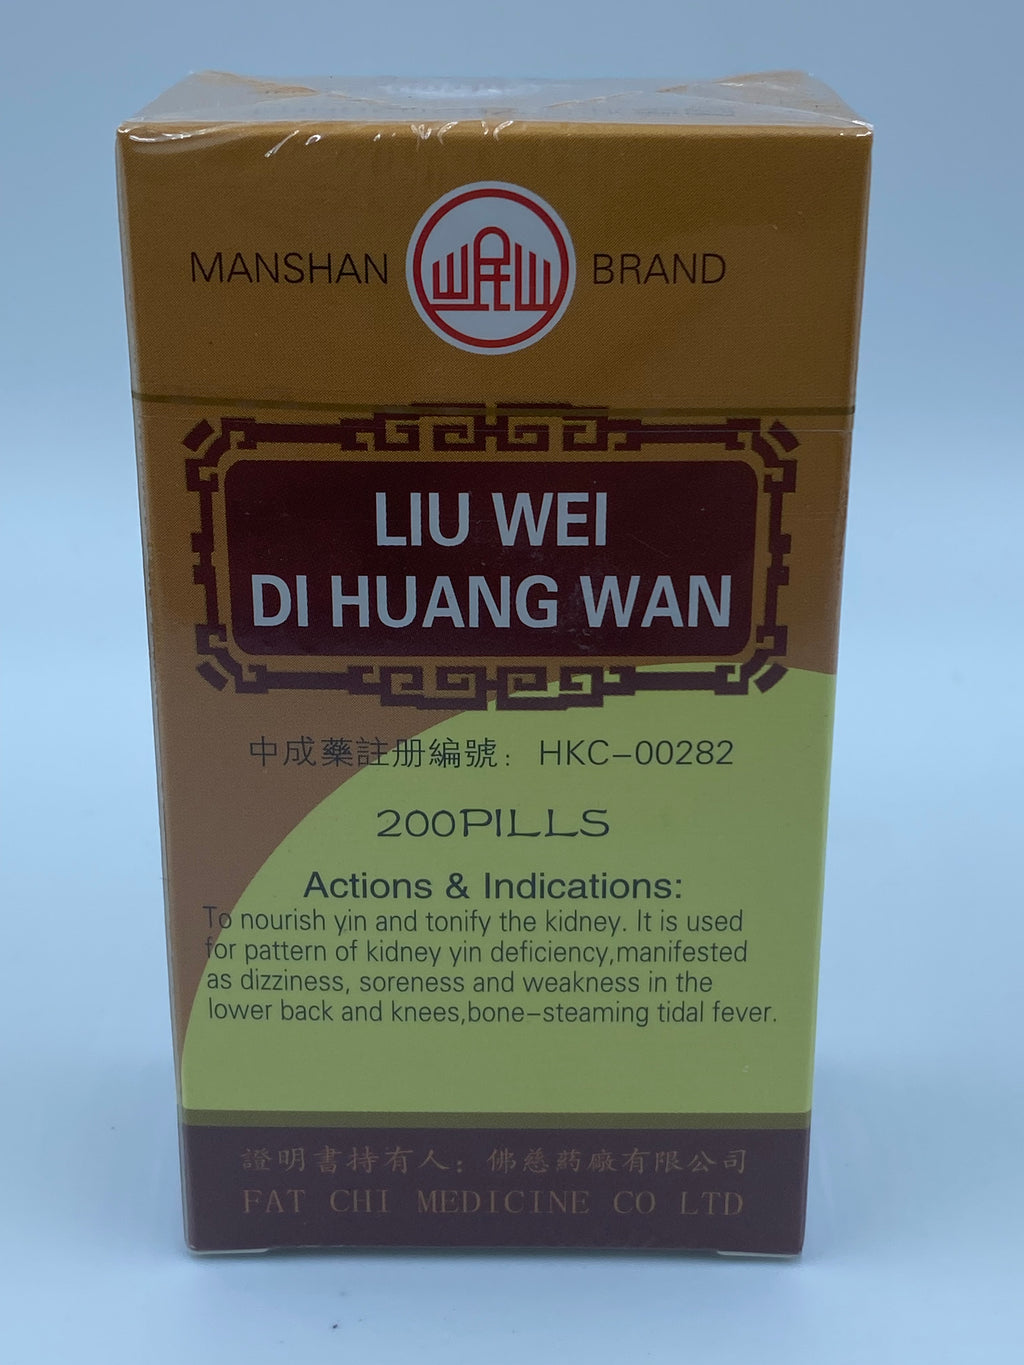 MANSHAN BRAND
LIU WEI
DI HUANG WAN
中成藥註册編號: HKC-00282
200PILLS
Actions & Indications:
To nourish yin and tonify the kidney. It is used
for pattern of kidney yin deficiency,manifested
as dizziness, soreness and weakness in the
lower back and knees,bone-steaming tidal fever.
證明書持有人: 佛慈葯廠有限公司
FAT CHI MEDICINE CO LTD